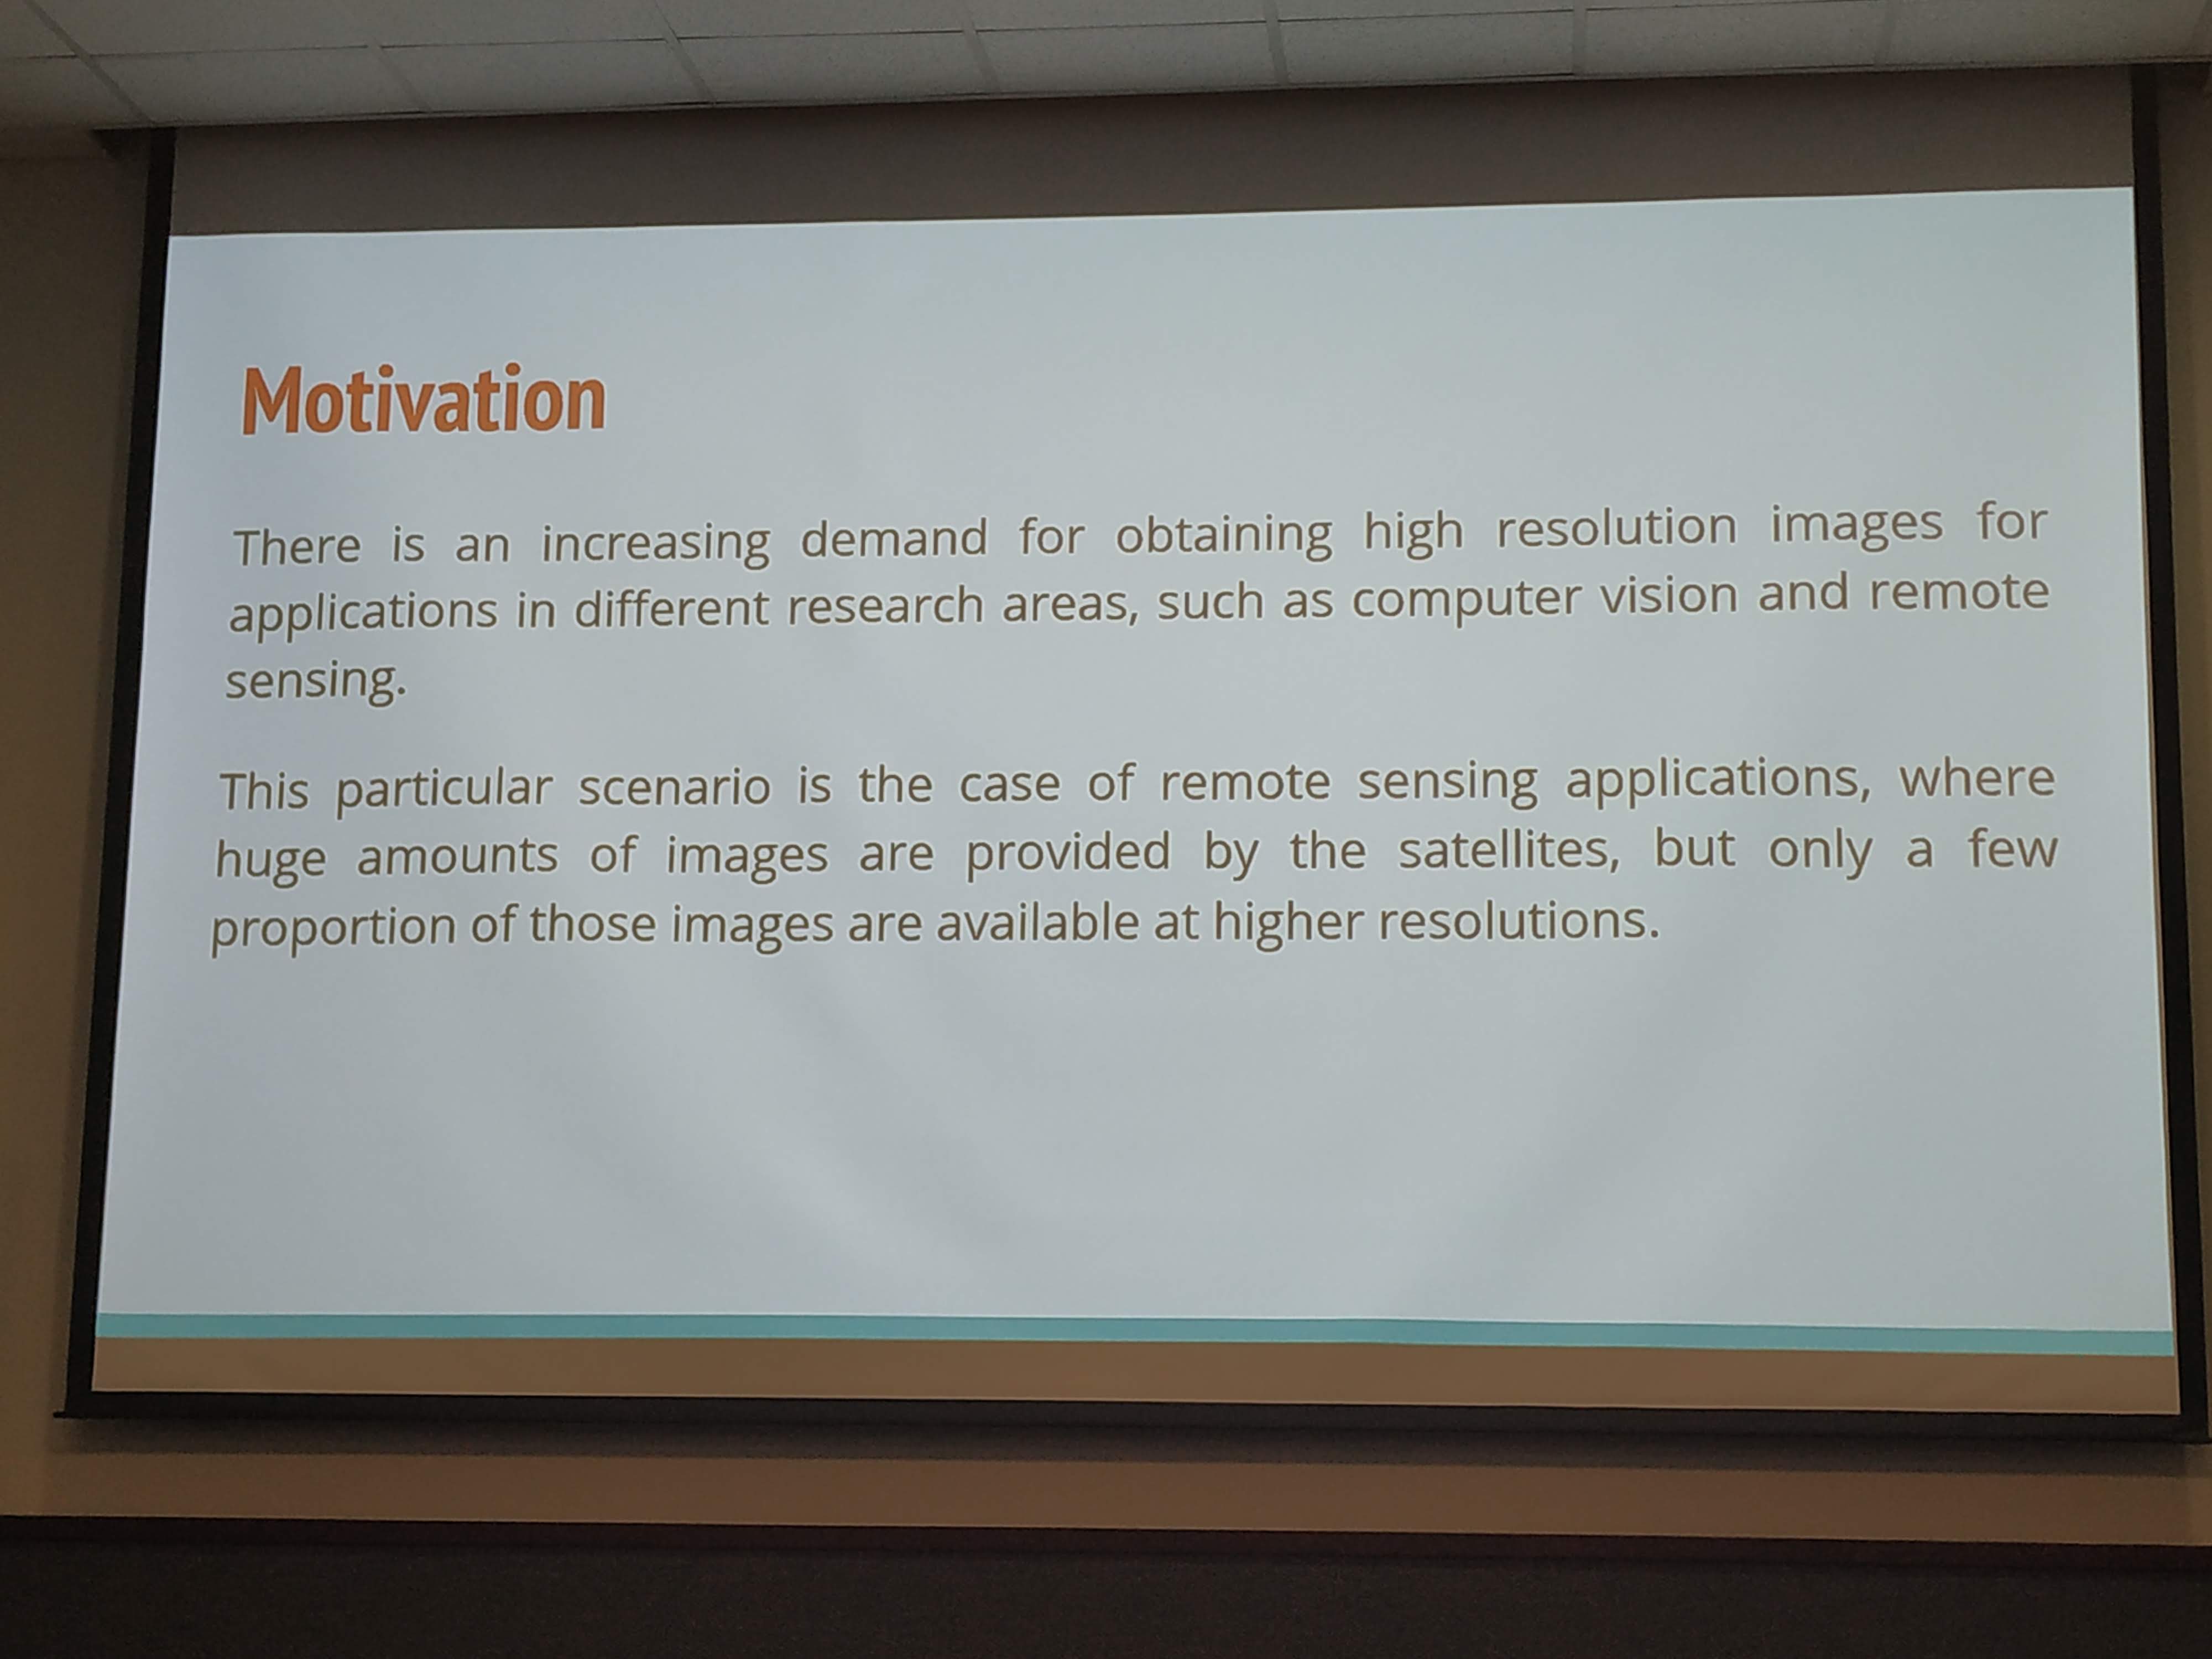 Motivation
There is an increasing demand for obtaining high resolution images for
applications in different research areas, such as computer vision and remote
sensing.
This particular scenario is the case of remote sensing applications, where
huge amounts of images are provided by the satellites, but only a few
proportion of those images are available at higher resolutions.